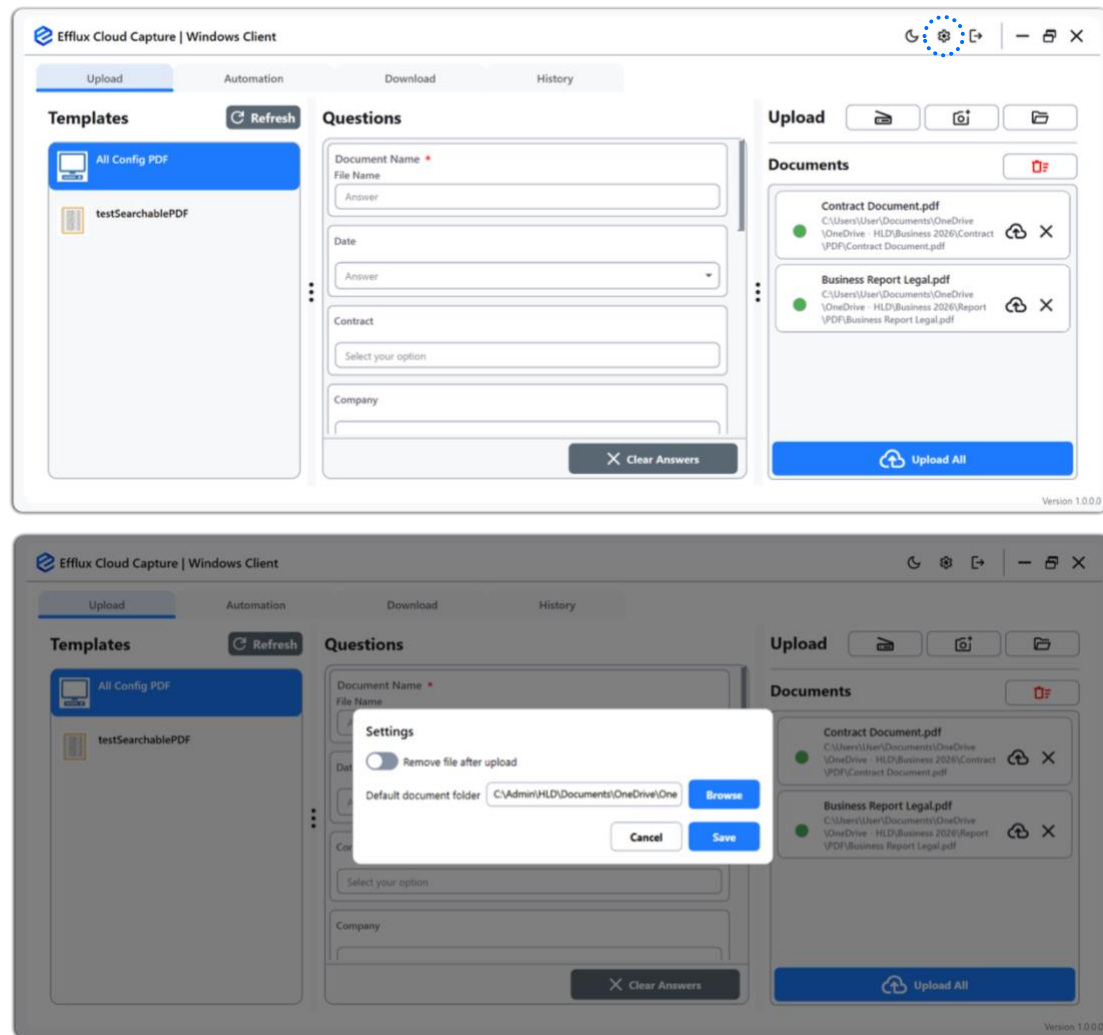 Efflux Cloud Capture | Windows Client
Upload
Automation
Download
History
Templates
Refresh
All Config PDF
testSearchablePDF
Questions
Document Name *
File Name
Answer
Date
Answer
Contract
Select your option
Company
Clear Answers
Upload
Documents
Contract Document.pdf
C:\Users\User\Documents\OneDrive
\OneDrive - HLD\Business 2026\Contract
\PDF\Contract Document.pdf
Business Report Legal.pdf
C:\Users\User\Documents\OneDrive
\OneDrive - HLD\Business 2026\Report
\PDF\Business Report Legal.pdf
Upload All
Version 1.0.0.0
Efflux Cloud Capture | Windows Client
Upload
Automation
Download
History
Templates
Refresh
All Config PDF
testSearchablePDF
Questions
Document Name *
File Name
Settings
Remove file after upload
Default document folder
C:\Admin\HLD\Documents\OneDrive\One
Browse
Cancel
Save
Select your option
Company
Clear Answers
Upload
Documents
Contract Document.pdf
C:\Users\User\Documents\OneDrive
\OneDrive - HLD\Business 2026\Contract
\PDF\Contract Document.pdf
Business Report Legal.pdf
C:\Users\User\Documents\OneDrive
\OneDrive - HLD\Business 2026\Report
\PDF\Business Report Legal.pdf
Upload All
Version 1.0.0.0